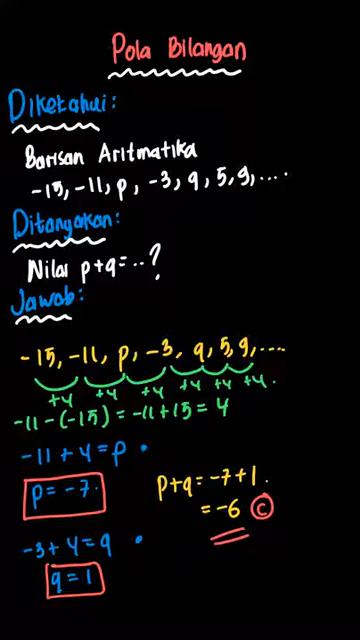 Pola Bilangan
Diketahui:
Barisan Aritmatika
-15, -11, p, -3, q, 5, 9, ....
Ditanyakan:
Nilai p+q = ..?
Jawab:
-15, -11, p, -3, q, 5, 9, ....
+4 +4 +4 +4 +4 +4.
-11 - (-15) = -11 + 15 = 4
-11 + 4 = p
p = -7.
p+q = -7 + 1.
= -6 C
-3 + 4 = q
q = 1